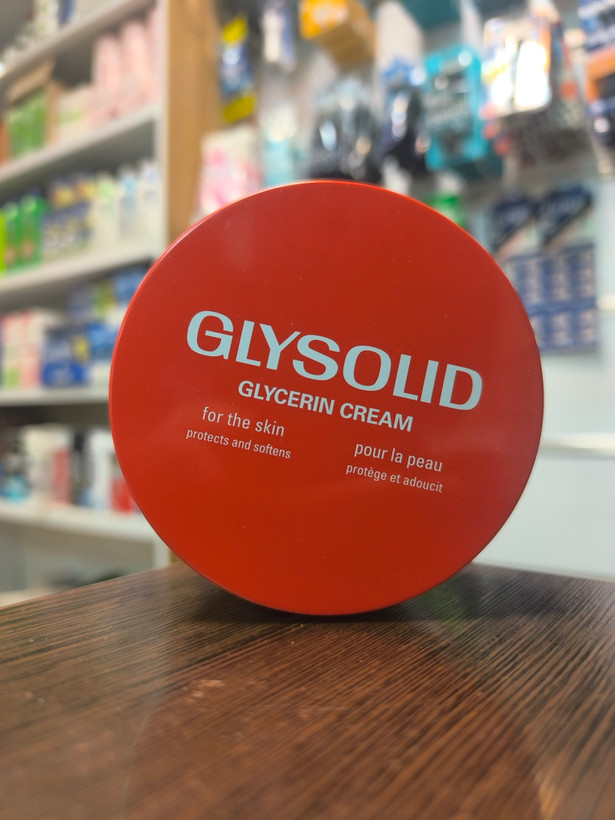 GLYSOLID
GLYCERIN CREAM
for the skin
protects and softens
pour la peau
protège et adoucit